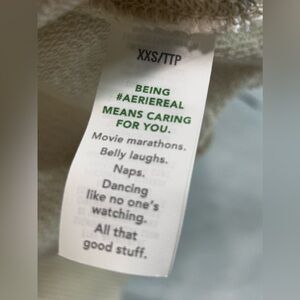 XXS/TTP
BEING
#AERIEREAL
MEANS CARING
FOR YOU.
Movie marathons.
Belly laughs.
Naps.
Dancing
like no one's
watching.
All that
good stuff.